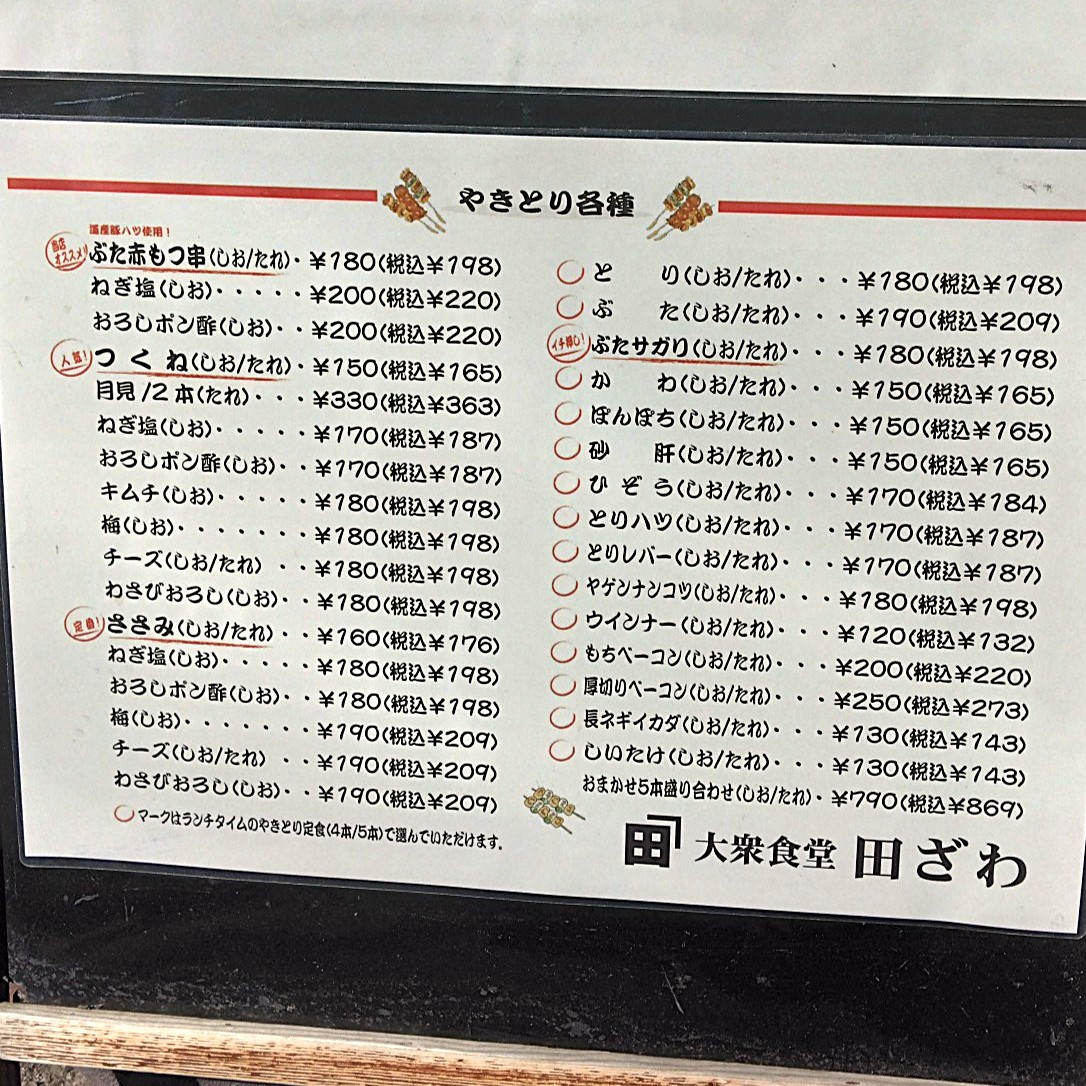 やきとり各種
道産豚ハツ使用！
当店オススメ！
ぶた赤もつ串(しお/たれ)・¥180(税込¥198)
ねぎ塩(しお)・・・・・¥200(税込¥220)
おろしポン酢(しお)・・¥200(税込¥220)
人気！
つくね(しお/たれ)・¥150(税込¥165)
月見/2本(たれ)・・・¥330(税込¥363)
ねぎ塩(しお)・・・・・¥170(税込¥187)
おろしポン酢(しお)・・¥170(税込¥187)
キムチ(しお)・・・・・¥180(税込¥198)
梅(しお)・・・・・・¥180(税込¥198)
チーズ(しお/たれ)・・¥180(税込¥198)
わさびおろし(しお)・・¥180(税込¥198)
定番！
ささみ(しお/たれ)・・¥160(税込¥176)
ねぎ塩(しお)・・・・・¥180(税込¥198)
おろしポン酢(しお)・・¥180(税込¥198)
梅(しお)・・・・・・¥190(税込¥209)
チーズ(しお/たれ)・・¥190(税込¥209)
わさびおろし(しお)・・¥190(税込¥209)
○マークはランチタイムのやきとり定食(4本/5本)で選んでいただけます。
○とり(しお/たれ)・・・¥180(税込¥198)
○ぶた(しお/たれ)・・・¥190(税込¥209)
イチ押し！
ぶたサガリ(しお/たれ)・・・¥180(税込¥198)
○かわ(しお/たれ)・・・¥150(税込¥165)
○ぼんぼち(しお/たれ)・・・¥150(税込¥165)
○砂肝(しお/たれ)・・・¥150(税込¥165)
○ひぞう(しお/たれ)・・・¥170(税込¥184)
○とりハツ(しお/たれ)・・・¥170(税込¥187)
○とりレバー(しお/たれ)・・・¥170(税込¥187)
○ヤゲンナンコツ(しお/たれ)・・・¥180(税込¥198)
○ウインナー(しお/たれ)・・・¥120(税込¥132)
○もちベーコン(しお/たれ)・・・¥200(税込¥220)
○厚切りベーコン(しお/たれ)・・・¥250(税込¥273)
○長ネギイカダ(しお/たれ)・・・¥130(税込¥143)
○しいたけ(しお/たれ)・・・¥130(税込¥143)
おまかせ5本盛り合わせ(しお/たれ)・¥790(税込¥869)
田 大衆食堂 田ざわ